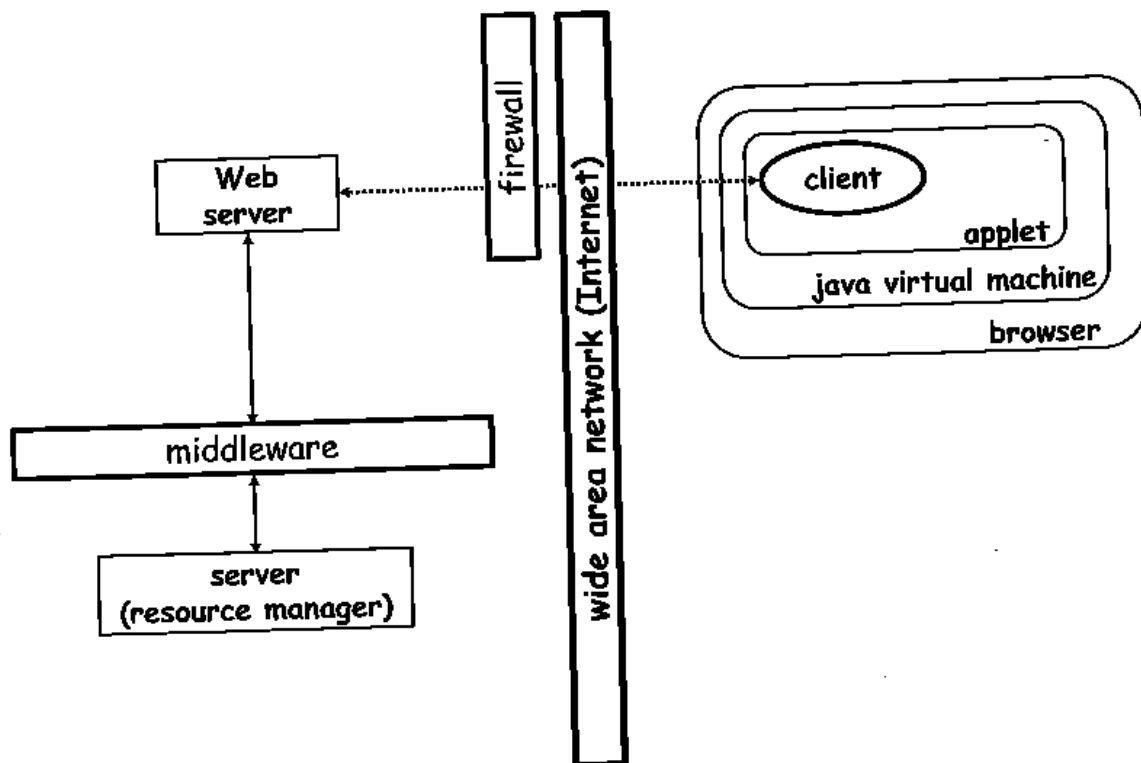 Web
server
firewall
wide area network (Internet)
client
applet
java virtual machine
browser
middleware
server
(resource manager)